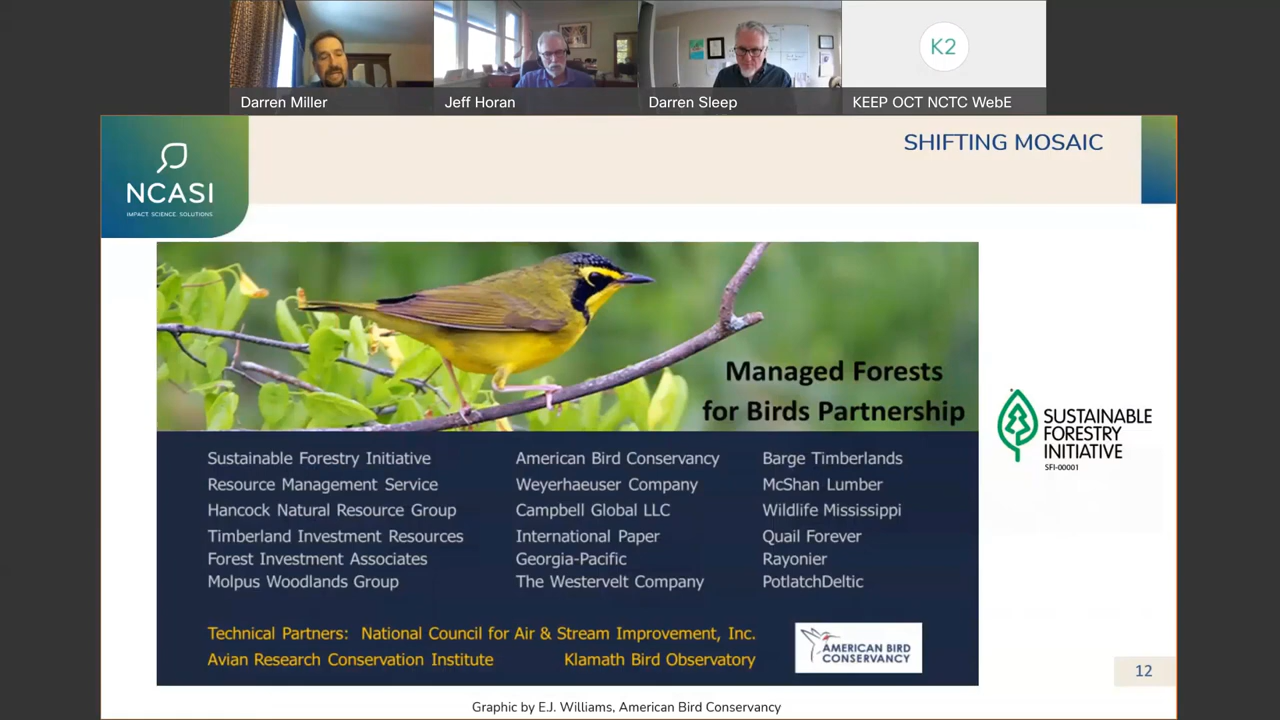 K2
Darren Miller
Jeff Horan
Darren Sleep
KEEP OCT NCTC WebE
SHIFTING MOSAIC
NCASI
IMPACT. SCIENCE. SOLUTIONS.
Managed Forests
for Birds Partnership
Sustainable Forestry Initiative
Resource Management Service
Hancock Natural Resource Group
Timberland Investment Resources
Forest Investment Associates
Molpus Woodlands Group
American Bird Conservancy
Weyerhaeuser Company
Campbell Global LLC
International Paper
Georgia-Pacific
The Westervelt Company
Barge Timberlands
McShan Lumber
Wildlife Mississippi
Quail Forever
Rayonier
PotlatchDeltic
Technical Partners: National Council for Air & Stream Improvement, Inc.
Avian Research Conservation Institute Klamath Bird Observatory
AMERICAN BIRD
CONSERVANCY
SUSTAINABLE
FORESTRY
INITIATIVE
SFI-00001
12
Graphic by E.J. Williams, American Bird Conservancy